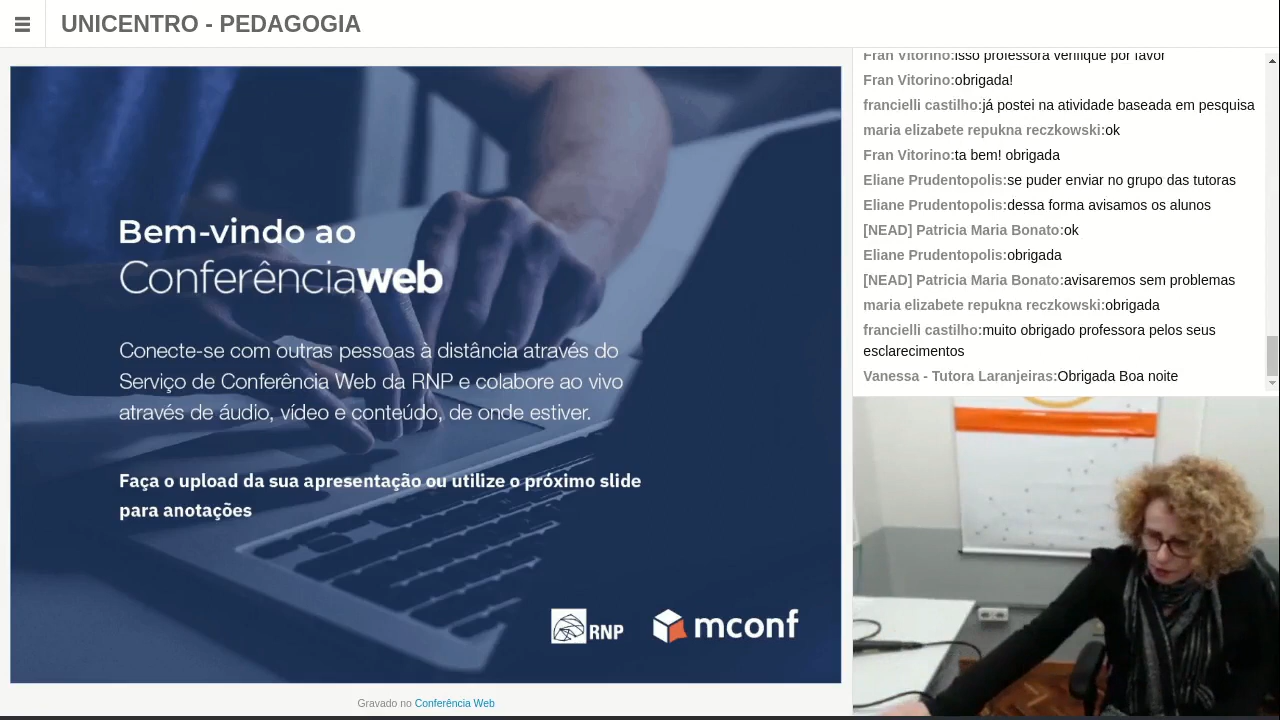 UNICENTRO - PEDAGOGIA
Bem-vindo ao
Conferênciaweb
Conecte-se com outras pessoas à distância através do
Serviço de Conferência Web da RNP e colabore ao vivo
através de áudio, vídeo e conteúdo, de onde estiver.
Faça o upload da sua apresentação ou utilize o próximo slide
para anotações
RNP
mconf
Gravado no Conferência Web
Fran Vitorino:isso professora verifique por favor
Fran Vitorino:obrigada!
francielli castilho:já postei na atividade baseada em pesquisa
maria elizabete repukna reczkowski:ok
Fran Vitorino:ta bem! obrigada
Eliane Prudentopolis:se puder enviar no grupo das tutoras
Eliane Prudentopolis:dessa forma avisamos os alunos
[NEAD] Patricia Maria Bonato:ok
Eliane Prudentopolis:obrigada
[NEAD] Patricia Maria Bonato:avisaremos sem problemas
maria elizabete repukna reczkowski:obrigada
francielli castilho:muito obrigado professora pelos seus
esclarecimentos
Vanessa - Tutora Laranjeiras:Obrigada Boa noite